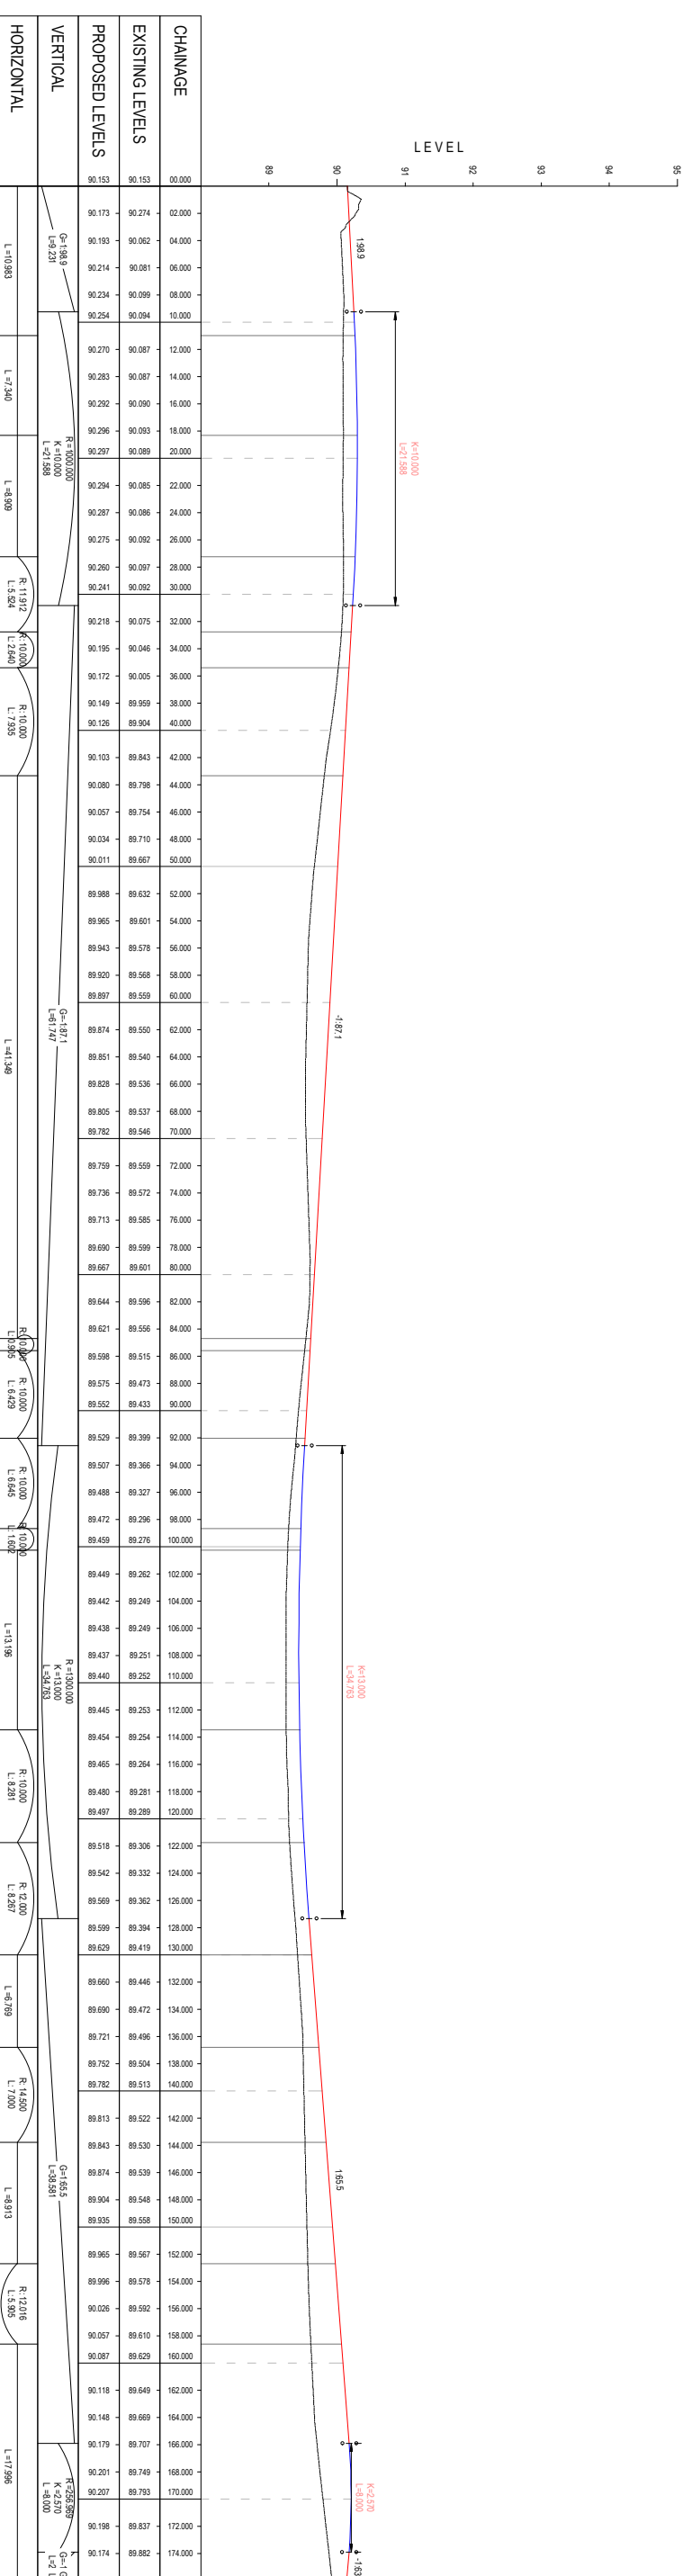 LEVEL
95
94
93
92
91
90
89
K=10.000
L=21.588
K=13.000
L=34.763
K=2.570
L=8.000
1:98.9
-1:87.1
1:65.5
-1:63
CHAINAGE 00.000 02.000 04.000 06.000 08.000 10.000 12.000 14.000 16.000 18.000 20.000 22.000 24.000 26.000 28.000 30.000 32.000 34.000 36.000 38.000 40.000 42.000 44.000 46.000 48.000 50.000 52.000 54.000 56.000 58.000 60.000 62.000 64.000 66.000 68.000 70.000 72.000 74.000 76.000 78.000 80.000 82.000 84.000 86.000 88.000 90.000 92.000 94.000 96.000 98.000 100.000 102.000 104.000 106.000 108.000 110.000 112.000 114.000 116.000 118.000 120.000 122.000 124.000 126.000 128.000 130.000 132.000 134.000 136.000 138.000 140.000 142.000 144.000 146.000 148.000 150.000 152.000 154.000 156.000 158.000 160.000 162.000 164.000 166.000 168.000 170.000 172.000 174.000
EXISTING LEVELS 90.153 90.274 90.062 90.081 90.099 90.094 90.087 90.087 90.090 90.093 90.089 90.085 90.086 90.092 90.097 90.092 90.075 90.046 90.005 89.959 89.904 89.843 89.798 89.754 89.710 89.667 89.632 89.601 89.578 89.568 89.559 89.550 89.540 89.536 89.537 89.546 89.559 89.572 89.585 89.599 89.601 89.596 89.556 89.515 89.473 89.433 89.399 89.366 89.327 89.296 89.276 89.262 89.249 89.249 89.251 89.252 89.253 89.254 89.264 89.281 89.289 89.306 89.332 89.362 89.394 89.419 89.446 89.472 89.496 89.504 89.513 89.522 89.530 89.539 89.548 89.558 89.567 89.578 89.592 89.610 89.629 89.649 89.669 89.707 89.749 89.793 89.837 89.882
PROPOSED LEVELS 90.153 90.173 90.193 90.214 90.234 90.254 90.270 90.283 90.292 90.296 90.297 90.294 90.287 90.275 90.260 90.241 90.218 90.195 90.172 90.149 90.126 90.103 90.080 90.057 90.034 90.011 89.988 89.965 89.943 89.920 89.897 89.874 89.851 89.828 89.805 89.782 89.759 89.736 89.713 89.690 89.667 89.644 89.621 89.598 89.575 89.552 89.529 89.507 89.488 89.472 89.459 89.449 89.442 89.438 89.437 89.440 89.445 89.454 89.465 89.480 89.497 89.518 89.542 89.569 89.599 89.629 89.660 89.690 89.721 89.752 89.782 89.813 89.843 89.874 89.904 89.935 89.965 89.996 90.026 90.057 90.087 90.118 90.148 90.179 90.201 90.207 90.198 90.174
VERTICAL
G=1:98.9
L=9.231
R =1000.000
K =10.000
L =21.588
G=-1:87.1
L=61.747
R =1300.000
K =13.000
L =34.763
G=1:65.5
L=38.581
R =256.969
K =2.570
L =8.000
HORIZONTAL
L =10.983
L =7.340
L =8.909
R: 11.912
L: 5.524
R: 10.000
L: 2.640
R: 10.000
L: 7.935
L =41.349
R: 10.000
L: 0.905
R: 10.000
L: 6.429
R: 10.000
L: 6.645
R: 10.000
L: 1.602
L =13.196
R: 10.000
L: 8.281
R: 12.000
L: 8.267
L =6.769
R: 14.500
L: 7.000
L =8.913
R: 12.016
L: 5.905
L =17.996